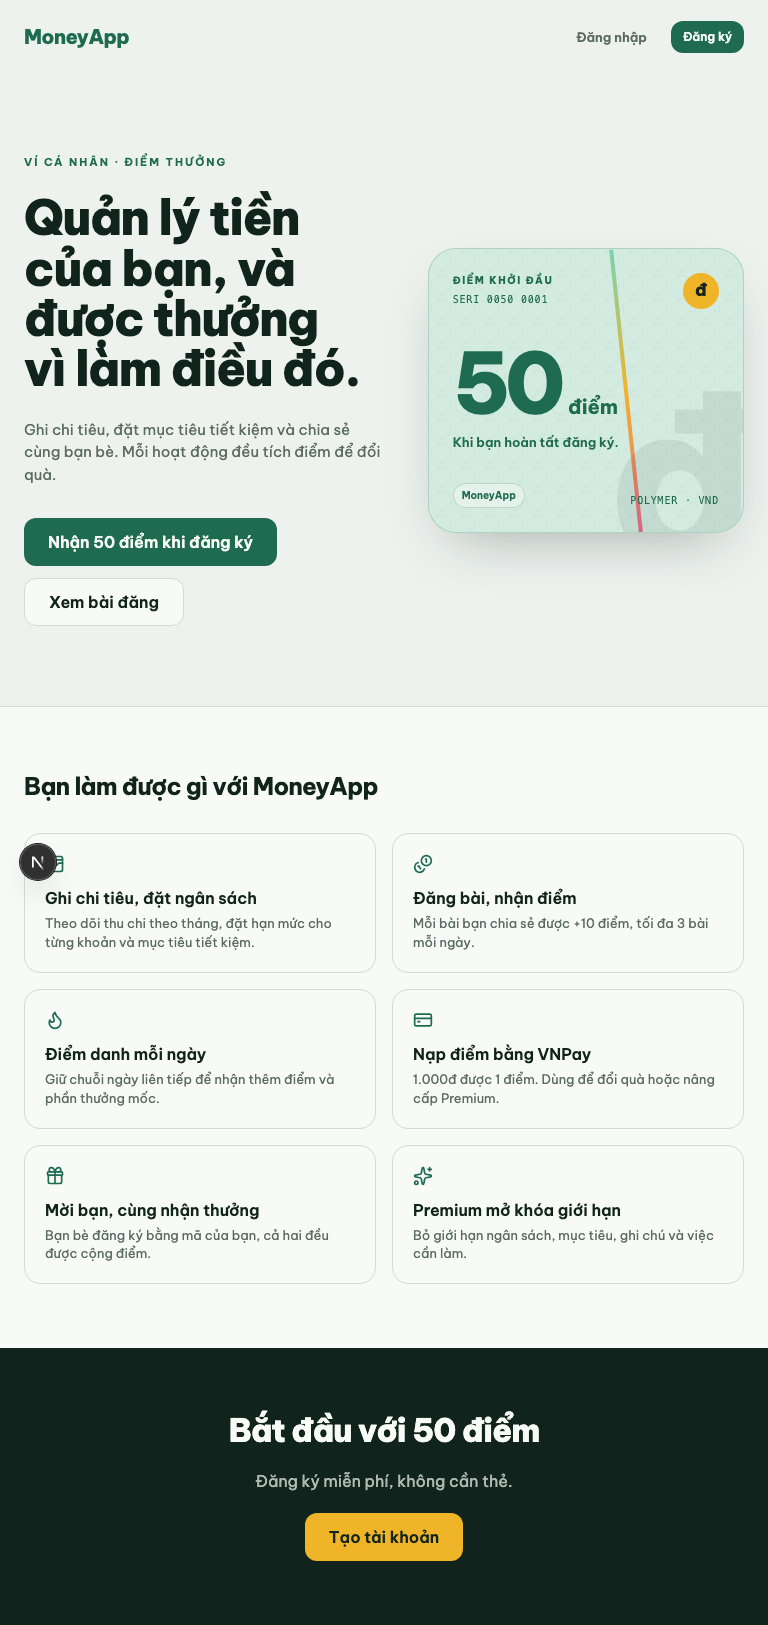 MoneyApp
Đăng nhập
Đăng ký
VÍ CÁ NHÂN · ĐIỂM THƯỞNG
Quản lý tiền
của bạn, và
được thưởng
vì làm điều đó.
Ghi chi tiêu, đặt mục tiêu tiết kiệm và chia sẻ
cùng bạn bè. Mỗi hoạt động đều tích điểm để đổi
quà.
Nhận 50 điểm khi đăng ký
Xem bài đăng
ĐIỂM KHỞI ĐẦU
SERI 0050 0001
đ
50 điểm
Khi bạn hoàn tất đăng ký.
MoneyApp
đ
POLYMER · VND
Bạn làm được gì với MoneyApp
N
Ghi chi tiêu, đặt ngân sách
Theo dõi thu chi theo tháng, đặt hạn mức cho
từng khoản và mục tiêu tiết kiệm.
Đăng bài, nhận điểm
Mỗi bài bạn chia sẻ được +10 điểm, tối đa 3 bài
mỗi ngày.
Điểm danh mỗi ngày
Giữ chuỗi ngày liên tiếp để nhận thêm điểm và
phần thưởng mốc.
Nạp điểm bằng VNPay
1.000đ được 1 điểm. Dùng để đổi quà hoặc nâng
cấp Premium.
Mời bạn, cùng nhận thưởng
Bạn bè đăng ký bằng mã của bạn, cả hai đều
được cộng điểm.
Premium mở khóa giới hạn
Bỏ giới hạn ngân sách, mục tiêu, ghi chú và việc
cần làm.
Bắt đầu với 50 điểm
Đăng ký miễn phí, không cần thẻ.
Tạo tài khoản